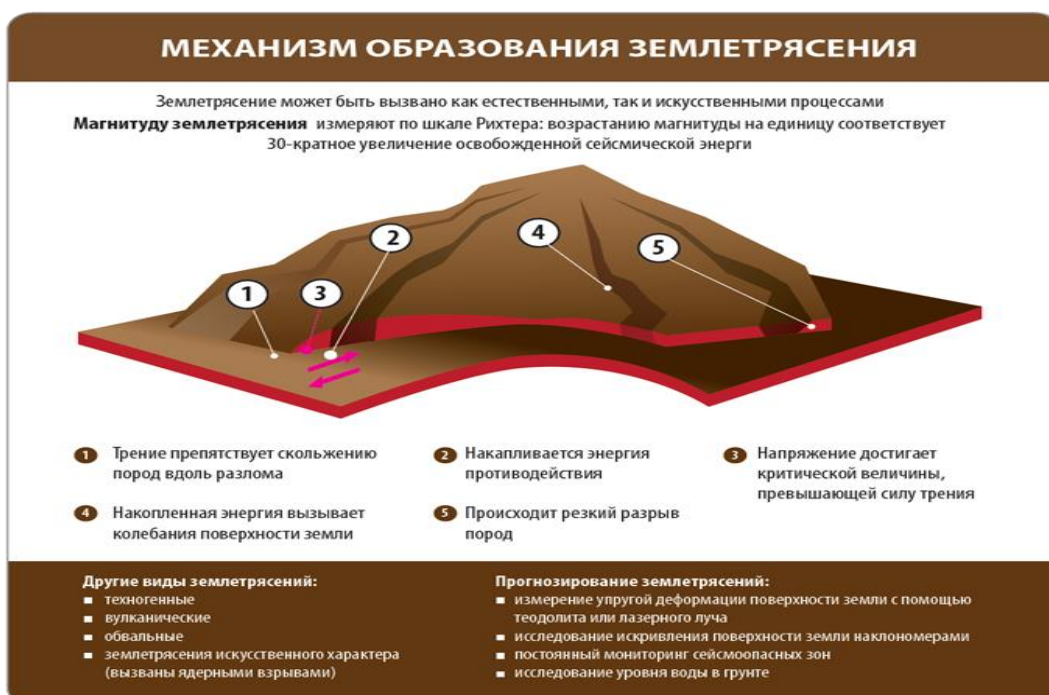 МЕХАНИЗМ ОБРАЗОВАНИЯ ЗЕМЛЕТРЯСЕНИЯ
Землетрясение может быть вызвано как естественными, так и искусственными процессами
Магнитуду землетрясения измеряют по шкале Рихтера: возрастанию магнитуды на единицу соответствует
30-кратное увеличение освобожденной сейсмической энерги
1
3
2
4
5
1 Трение препятствует скольжению
пород вдоль разлома
2 Накапливается энергия
противодействия
3 Напряжение достигает
критической величины,
превышающей силу трения
4 Накопленная энергия вызывает
колебания поверхности земли
5 Происходит резкий разрыв
пород
Другие виды землетрясений:
техногенные
вулканические
обвальные
землетрясения искусственного характера
(вызваны ядерными взрывами)
Прогнозирование землетрясений:
измерение упругой деформации поверхности земли с помощью
теодолита или лазерного луча
исследование искривления поверхности земли наклономерами
постоянный мониторинг сейсмоопасных зон
исследование уровня воды в грунте